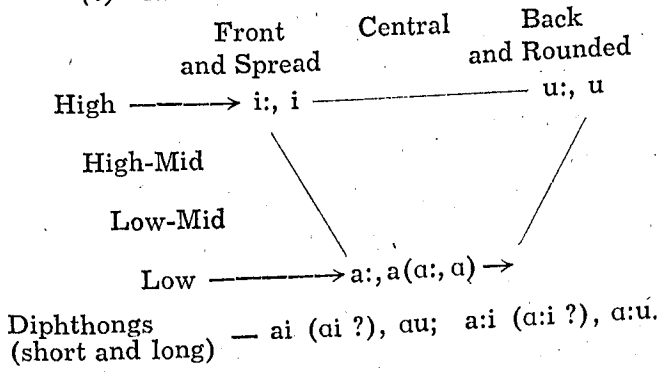 Front Central Back
and Spread and Rounded
High → i:, i u:, u
High-Mid
Low-Mid
Low → a:, a (ɑ:, ɑ) →
Diphthongs — ai (ɑi ?), ɑu; a:i (ɑ:i ?), ɑ:u.
(short and long)